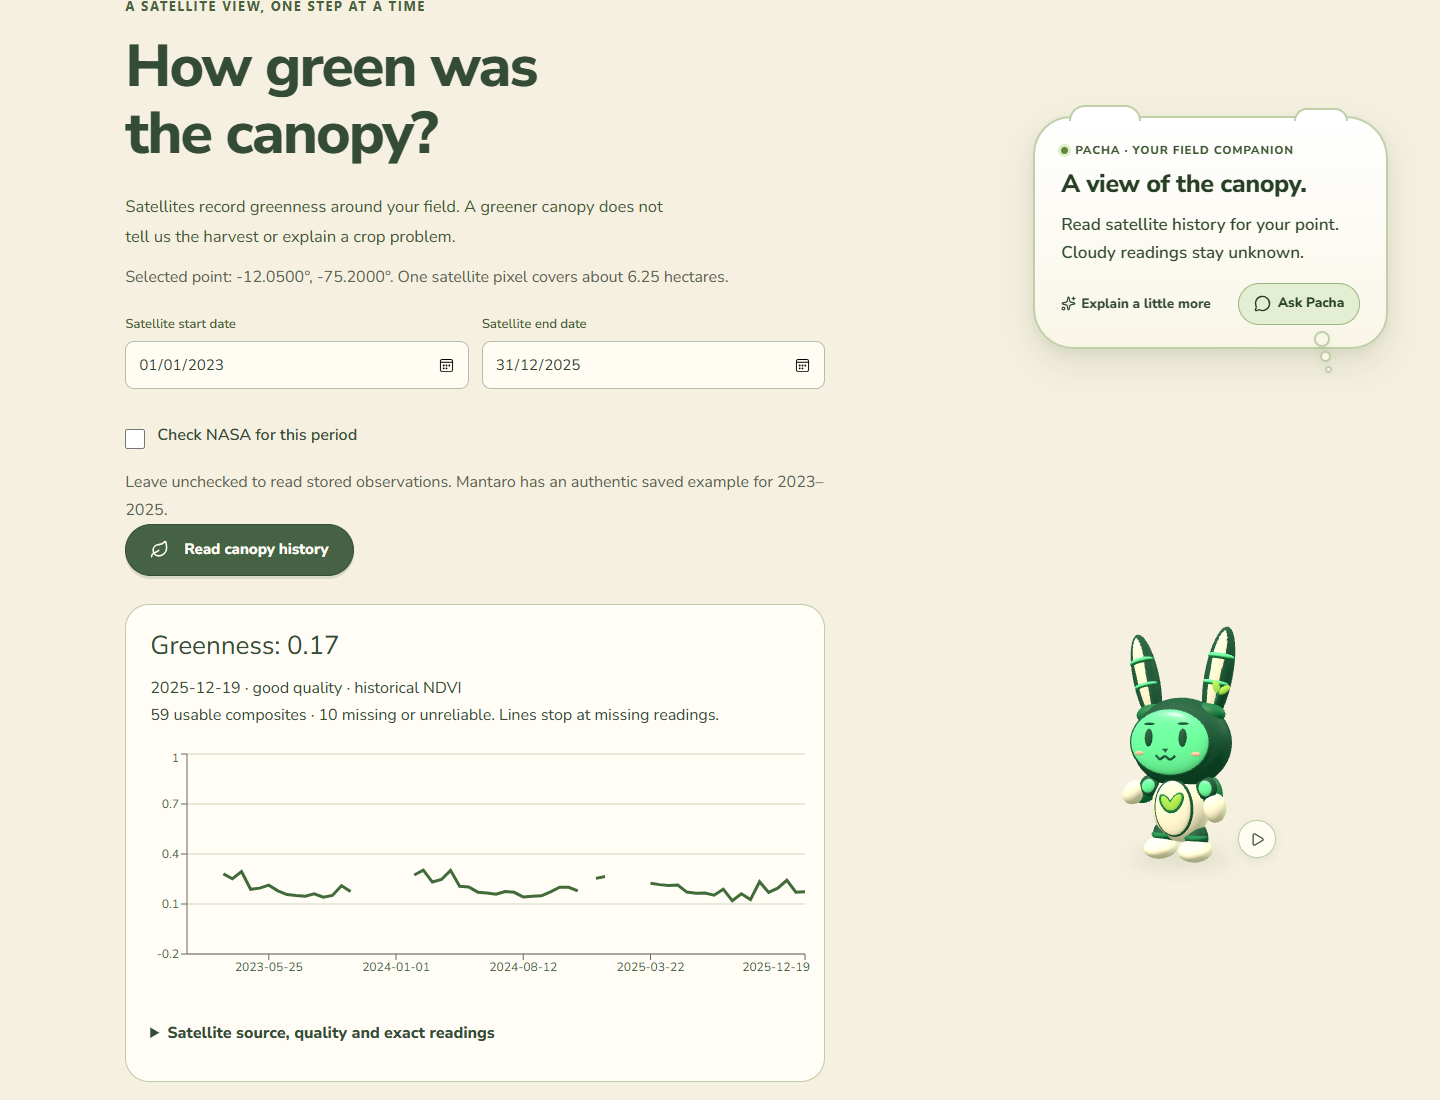 A SATELLITE VIEW, ONE STEP AT A TIME
How green was
the canopy?
Satellites record greenness around your field. A greener canopy does not
tell us the harvest or explain a crop problem.
Selected point: -12.0500°, -75.2000°. One satellite pixel covers about 6.25 hectares.
Satellite start date
Satellite end date
01/01/2023
31/12/2025
Check NASA for this period
Leave unchecked to read stored observations. Mantaro has an authentic saved example for 2023–
2025.
Read canopy history
Greenness: 0.17
2025-12-19 · good quality · historical NDVI
59 usable composites · 10 missing or unreliable. Lines stop at missing readings.
1
0.7
0.4
0.1
-0.2
2023-05-25
2024-01-01
2024-08-12
2025-03-22
2025-12-19
Satellite source, quality and exact readings
PACHA · YOUR FIELD COMPANION
A view of the canopy.
Read satellite history for your point.
Cloudy readings stay unknown.
Explain a little more
Ask Pacha